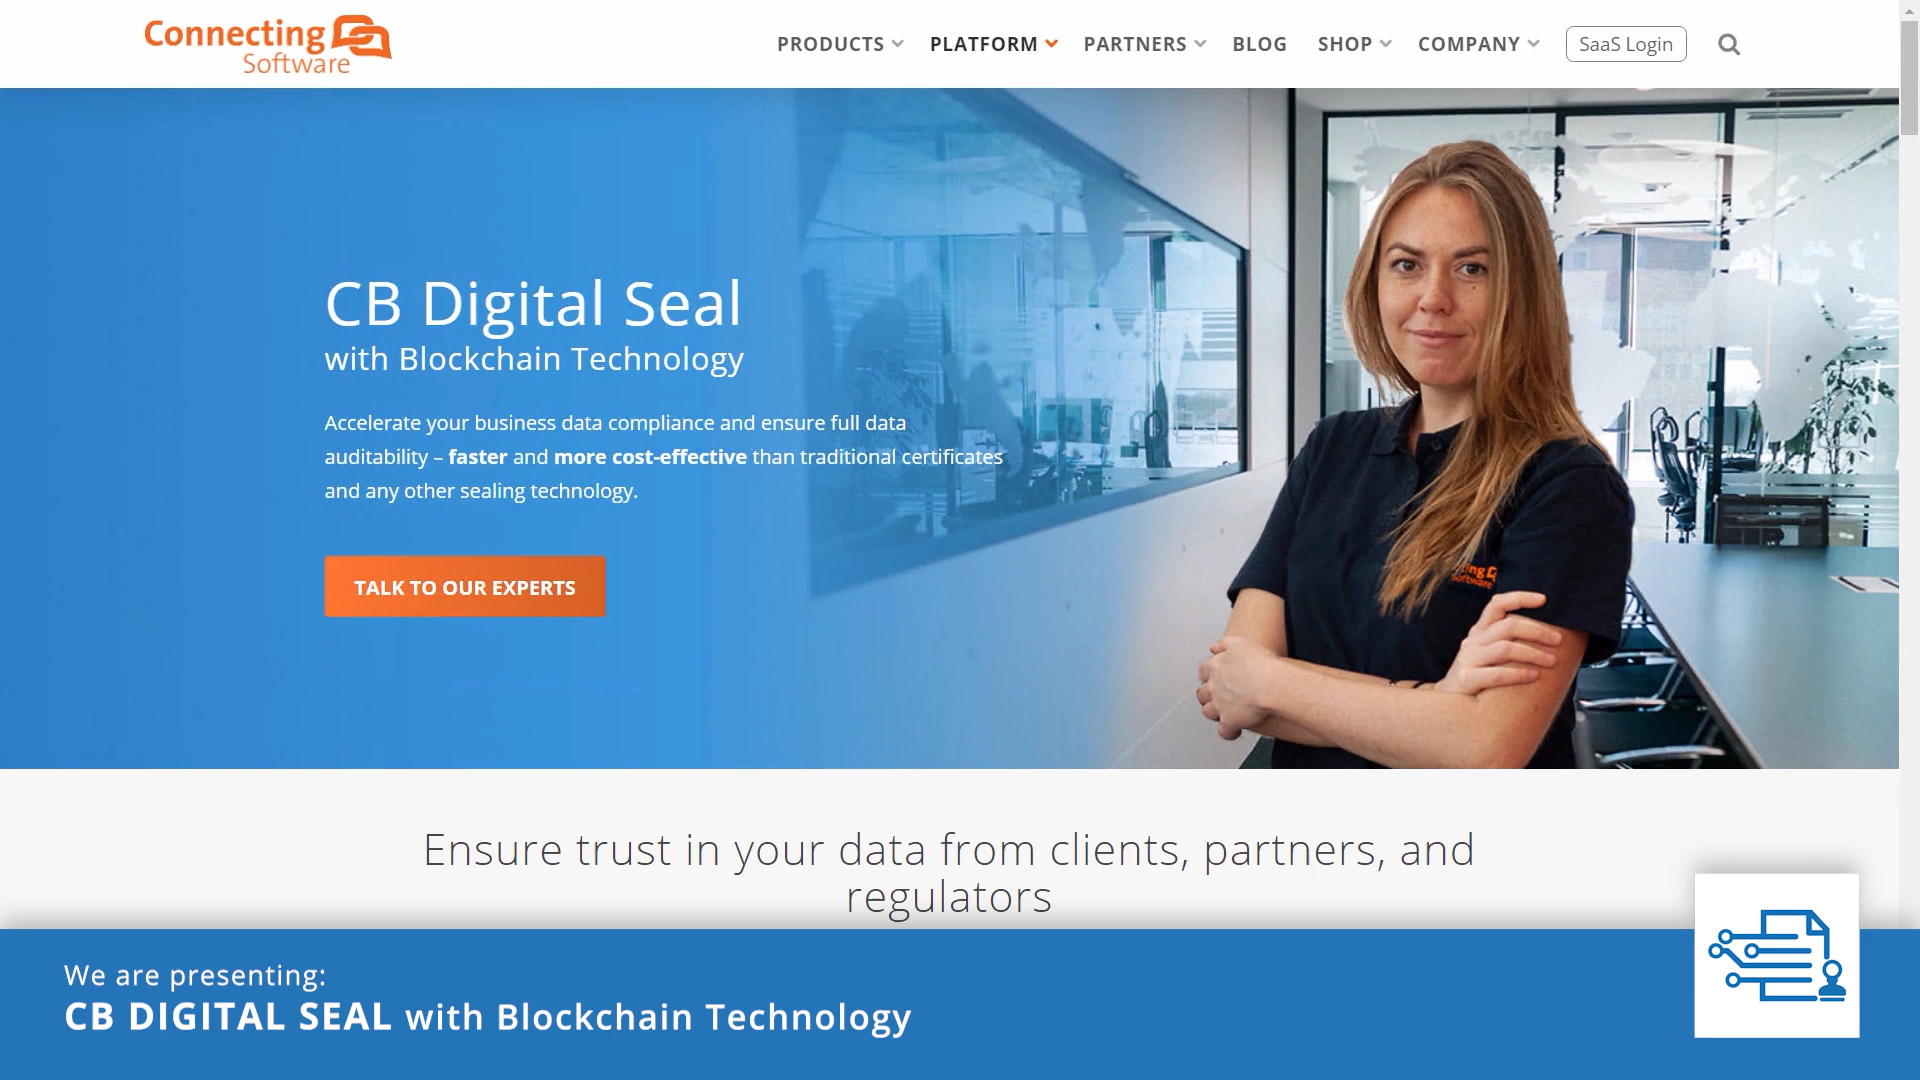 Connecting
Software
PRODUCTS PLATFORM PARTNERS BLOG SHOP COMPANY SaaS Login
CB Digital Seal
with Blockchain Technology
Accelerate your business data compliance and ensure full data
auditability – faster and more cost-effective than traditional certificates
and any other sealing technology.
TALK TO OUR EXPERTS
Software
Ensure trust in your data from clients, partners, and
regulators
We are presenting:
CB DIGITAL SEAL with Blockchain Technology